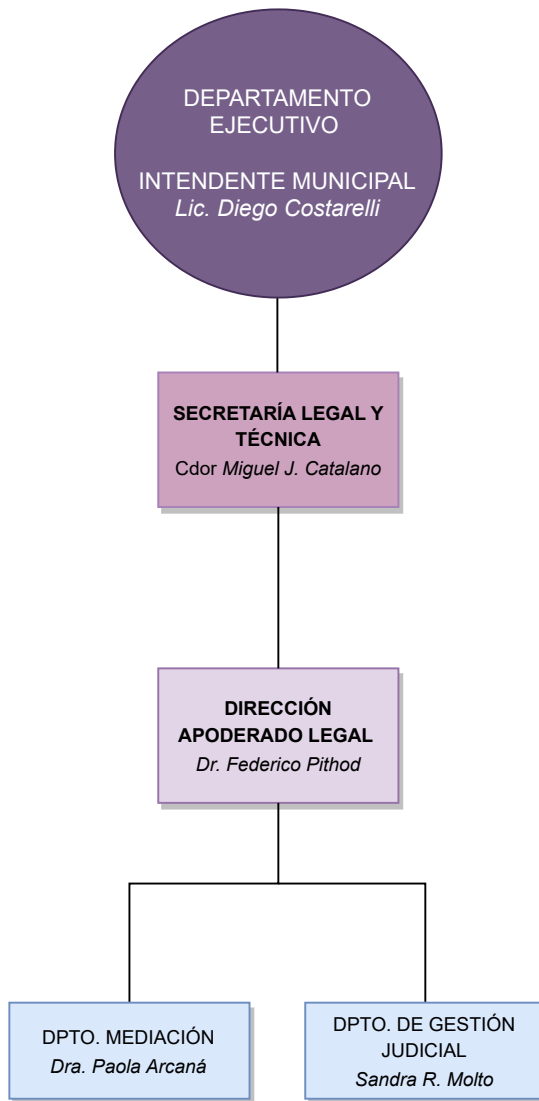 DEPARTAMENTO
EJECUTIVO
INTENDENTE MUNICIPAL
Lic. Diego Costarelli
SECRETARÍA LEGAL Y
TÉCNICA
Cdor Miguel J. Catalano
DIRECCIÓN
APODERADO LEGAL
Dr. Federico Pithod
DPTO. MEDIACIÓN
Dra. Paola Arcaná
DPTO. DE GESTIÓN
JUDICIAL
Sandra R. Molto